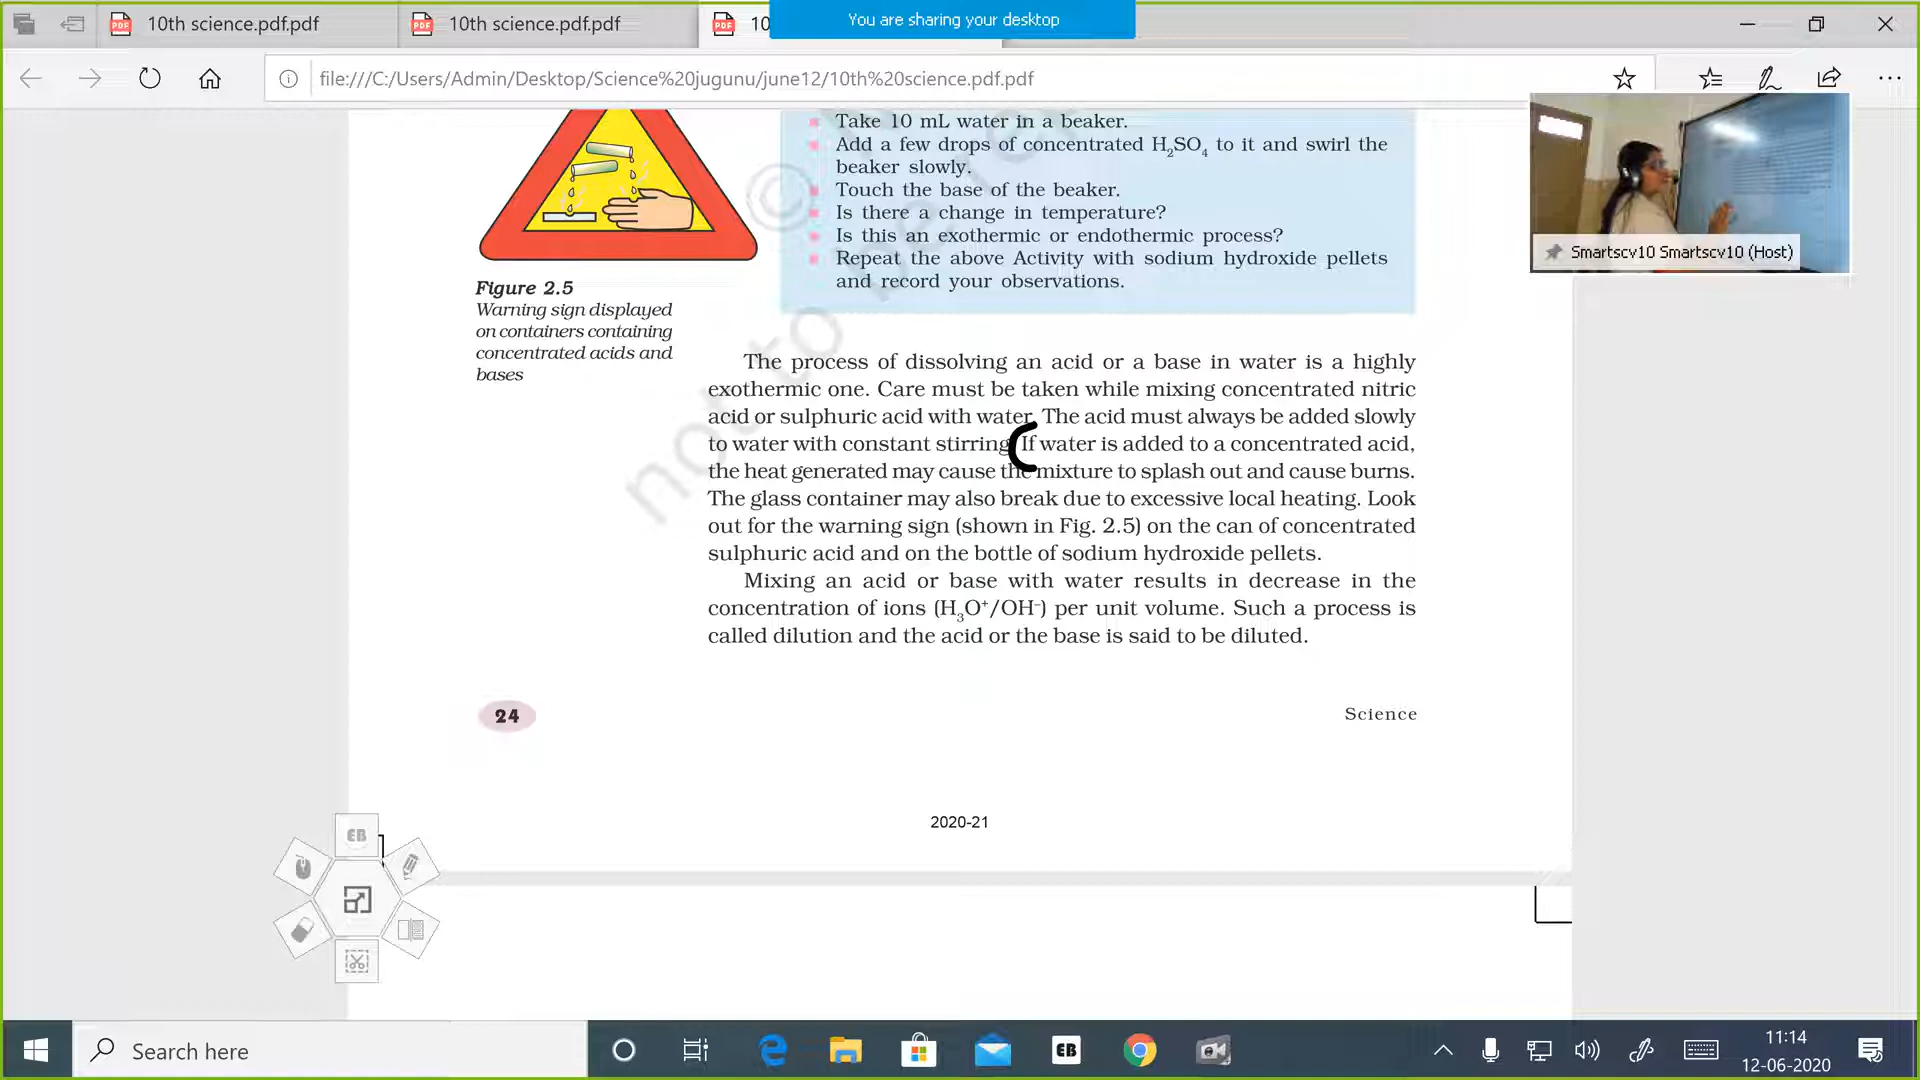 10th science.pdf.pdf
10th science.pdf.pdf
10
You are sharing your desktop
file:///C:/Users/Admin/Desktop/Science%20jugunu/june12/10th%20science.pdf.pdf
Smartscv10 Smartscv10 (Host)
Take 10 mL water in a beaker.
Add a few drops of concentrated H₂SO₄ to it and swirl the
beaker slowly.
Touch the base of the beaker.
Is there a change in temperature?
Is this an exothermic or endothermic process?
Repeat the above Activity with sodium hydroxide pellets
and record your observations.
Figure 2.5
Warning sign displayed
on containers containing
concentrated acids and
bases
not to be
The process of dissolving an acid or a base in water is a highly
exothermic one. Care must be taken while mixing concentrated nitric
acid or sulphuric acid with water. The acid must always be added slowly
to water with constant stirring. If water is added to a concentrated acid,
the heat generated may cause the mixture to splash out and cause burns.
The glass container may also break due to excessive local heating. Look
out for the warning sign (shown in Fig. 2.5) on the can of concentrated
sulphuric acid and on the bottle of sodium hydroxide pellets.
Mixing an acid or base with water results in decrease in the
concentration of ions (H₃O⁺/OH⁻) per unit volume. Such a process is
called dilution and the acid or the base is said to be diluted.
24
Science
2020-21
EB
Search here
EB
11:14
12-06-2020